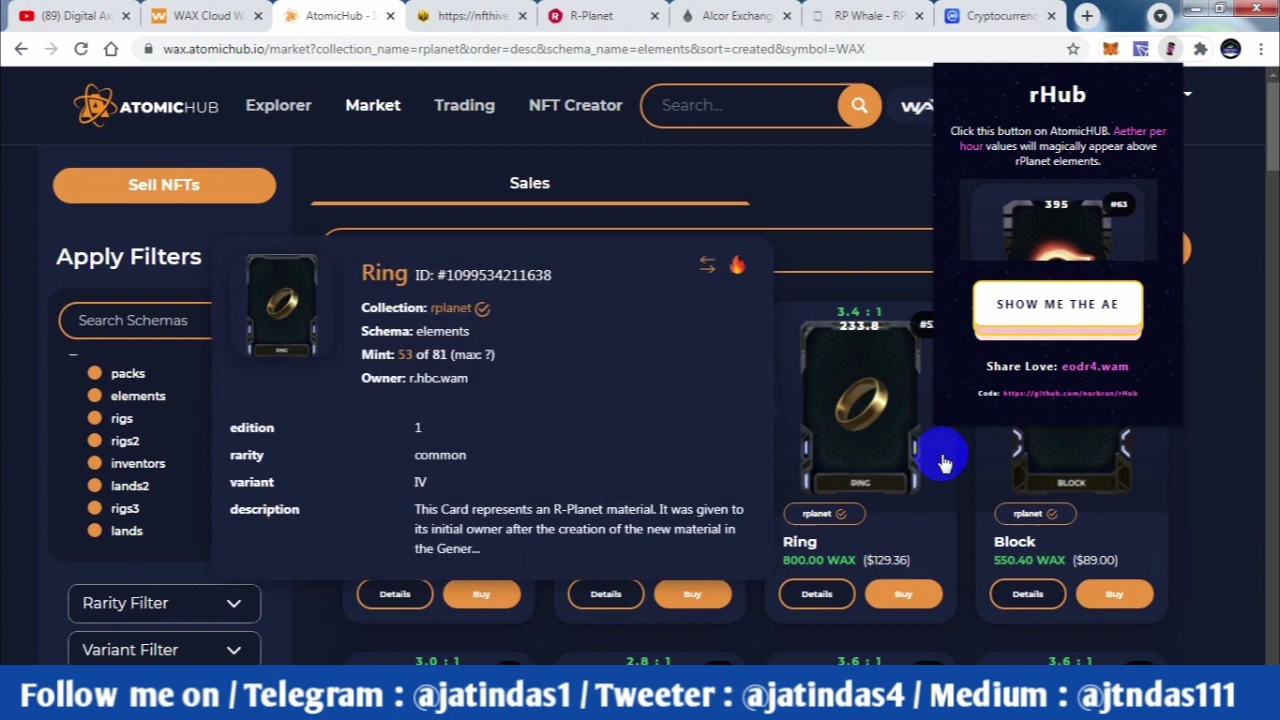 (89) Digital As
WAX Cloud W
AtomicHub - 
https://nfthive
R-Planet
Alcor Exchang
RP Whale - RP
Cryptocurrenc
wax.atomichub.io/market?collection_name=rplanet&order=desc&schema_name=elements&sort=created&symbol=WAX
ATOMICHUB
Explorer
Market
Trading
NFT Creator
Search...
WA
Sell NFTs
Sales
Apply Filters
Search Schemas
packs
elements
rigs
rigs2
inventors
lands2
rigs3
lands
Rarity Filter
Variant Filter
Ring ID: #1099534211638
Collection: rplanet
Schema: elements
Mint: 53 of 81 (max: ?)
Owner: r.hbc.wam
edition 1
rarity common
variant IV
description This Card represents an R-Planet material. It was given to
its initial owner after the creation of the new material in
the Gener...
RING
Details
Buy
Details
Buy
3.4 : 1
233.8
#53
RING
rplanet
Ring
800.00 WAX ($129.36)
Details
Buy
BLOCK
rplanet
Block
550.40 WAX ($89.00)
Details
Buy
3.0 : 1
2.8 : 1
3.6 : 1
3.6 : 1
rHub
Click this button on AtomicHUB. Aether per
hour values will magically appear above
rPlanet elements.
395
#63
SHOW ME THE AE
Share Love: eodr4.wam
Code: https://github.com/nurbrun/rHub
Follow me on / Telegram : @jatindas1 / Tweeter : @jatindas4 / Medium : @jtndas111